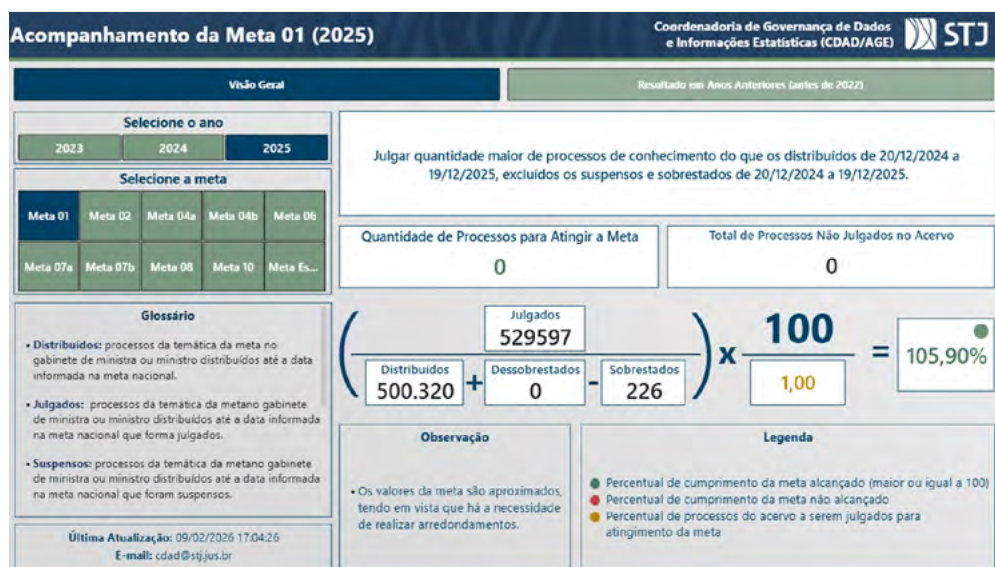 Acompanhamento da Meta 01 (2025)
Coordenadoria de Governança de Dados
e Informações Estatísticas (CDAD/AGE)
STJ
Visão Geral
Resultado em Anos Anteriores (antes de 2022)
Selecione o ano
2023 2024 2025
Selecione a meta
Meta 01 Meta 02 Meta 04a Meta 04b Meta 06
Meta 07a Meta 07b Meta 08 Meta 10 Meta Es...
Julgar quantidade maior de processos de conhecimento do que os distribuídos de 20/12/2024 a
19/12/2025, excluídos os suspensos e sobrestados de 20/12/2024 a 19/12/2025.
Quantidade de Processos para Atingir a Meta
0
Total de Processos Não Julgados no Acervo
0
Glossário
• Distribuídos: processos da temática da meta no
gabinete de ministra ou ministro distribuídos até a data
informada na meta nacional.
• Julgados: processos da temática da metano gabinete
de ministra ou ministro distribuídos até a data informada
na meta nacional que forma julgados.
• Suspensos: processos da temática da metano gabinete
de ministra ou ministro distribuídos até a data informada
na meta nacional que foram suspensos.
Última Atualização: 09/02/2026 17:04:26
E-mail: cdad@stj.jus.br
(
Julgados
529597
Distribuídos
500.320
+
Dessobrestados
0
-
Sobrestados
226
)
x
100
1,00
=
105,90%
Observação
• Os valores da meta são aproximados,
tendo em vista que há a necessidade
de realizar arredondamentos.
Legenda
Percentual de cumprimento da meta alcançado (maior ou igual a 100)
Percentual de cumprimento da meta não alcançado
Percentual de processos do acervo a serem julgados para
atingimento da meta